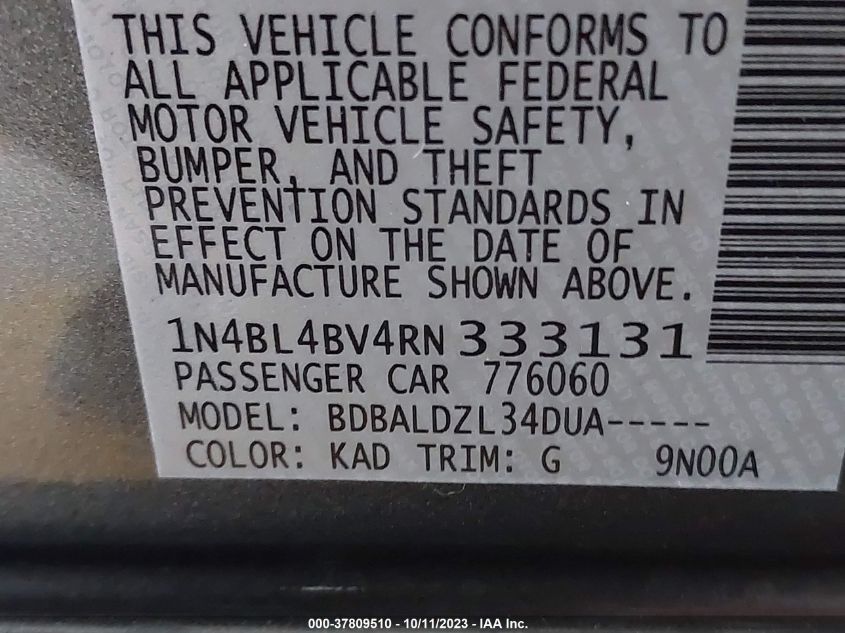 THIS VEHICLE CONFORMS TO
ALL APPLICABLE FEDERAL
MOTOR VEHICLE SAFETY,
BUMPER, AND THEFT
PREVENTION STANDARDS IN
EFFECT ON THE DATE OF
MANUFACTURE SHOWN ABOVE.
1N4BL4BV4RN333131
PASSENGER CAR 776060
MODEL: BDBALDZL34DUA-----
COLOR: KAD TRIM: G 9N00A
000-37809510 - 10/11/2023 - IAA Inc.